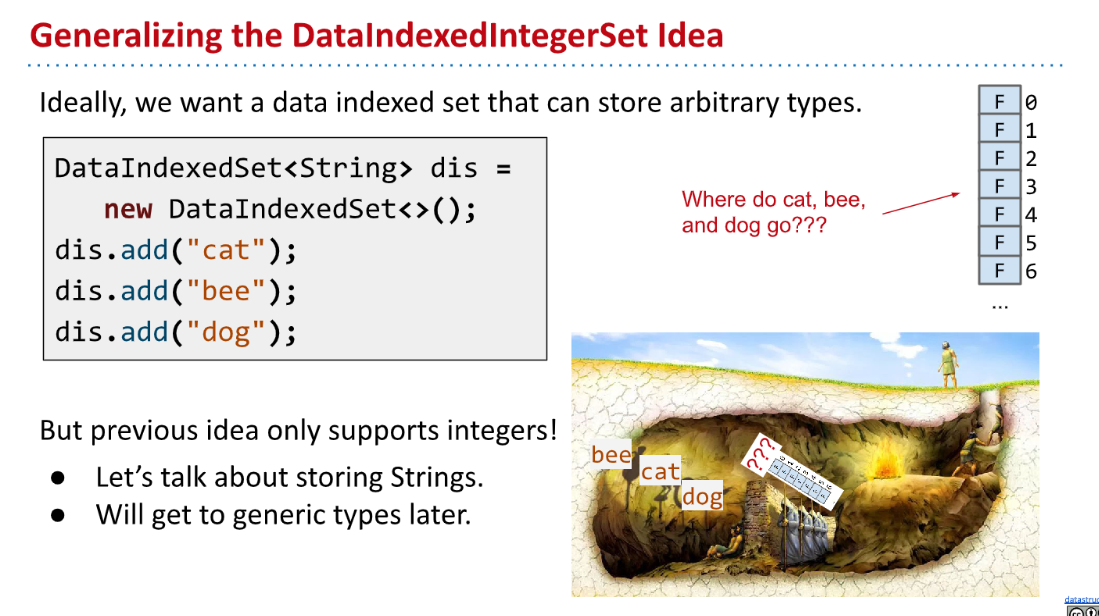 Generalizing the DataIndexedIntegerSet Idea
Ideally, we want a data indexed set that can store arbitrary types.
DataIndexedSet<String> dis =
new DataIndexedSet<>();
dis.add("cat");
dis.add("bee");
dis.add("dog");
F 0
F 1
F 2
F 3
F 4
F 5
F 6
...
Where do cat, bee,
and dog go???
But previous idea only supports integers!
● Let’s talk about storing Strings.
● Will get to generic types later.
bee
cat
dog
???
datastruc
cc